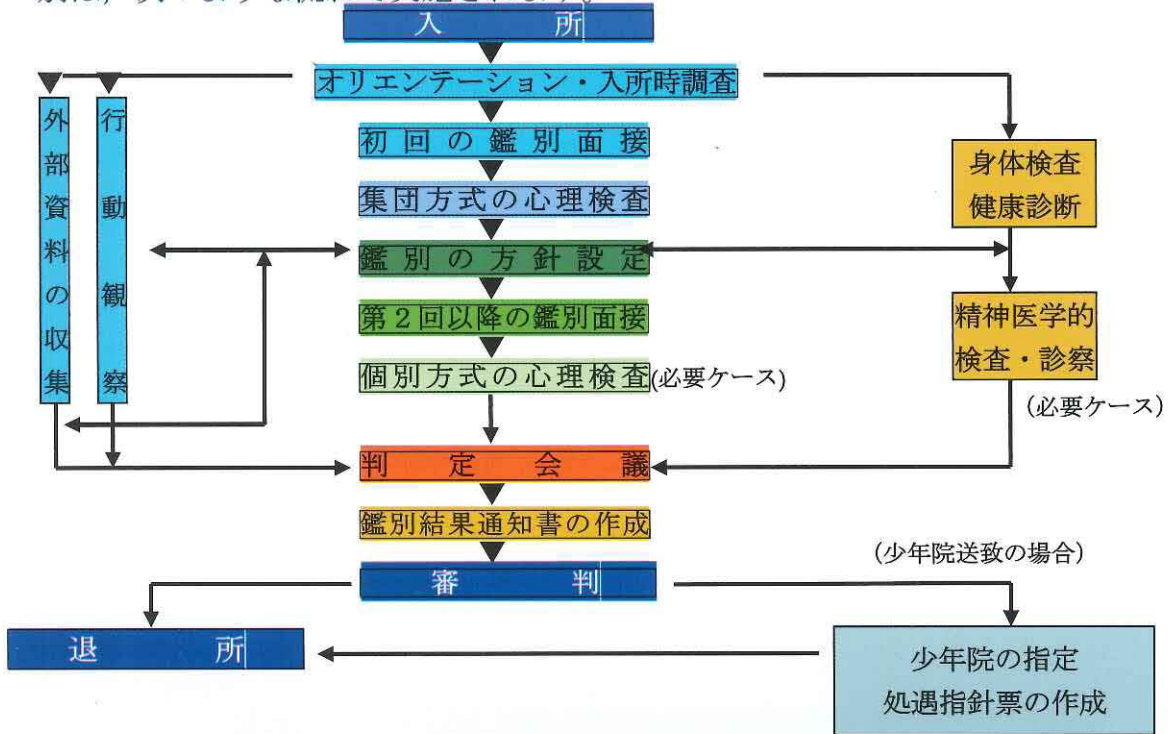 入所
オリエンテーション・入所時調査
外部資料の収集
行動観察
初回の鑑別面接
身体検査
健康診断
集団方式の心理検査
鑑別の方針設定
第2回以降の鑑別面接
精神医学的
検査・診察
個別方式の心理検査(必要ケース)
(必要ケース)
判定会議
鑑別結果通知書の作成
(少年院送致の場合)
審判
退所
少年院の指定
処遇指針票の作成